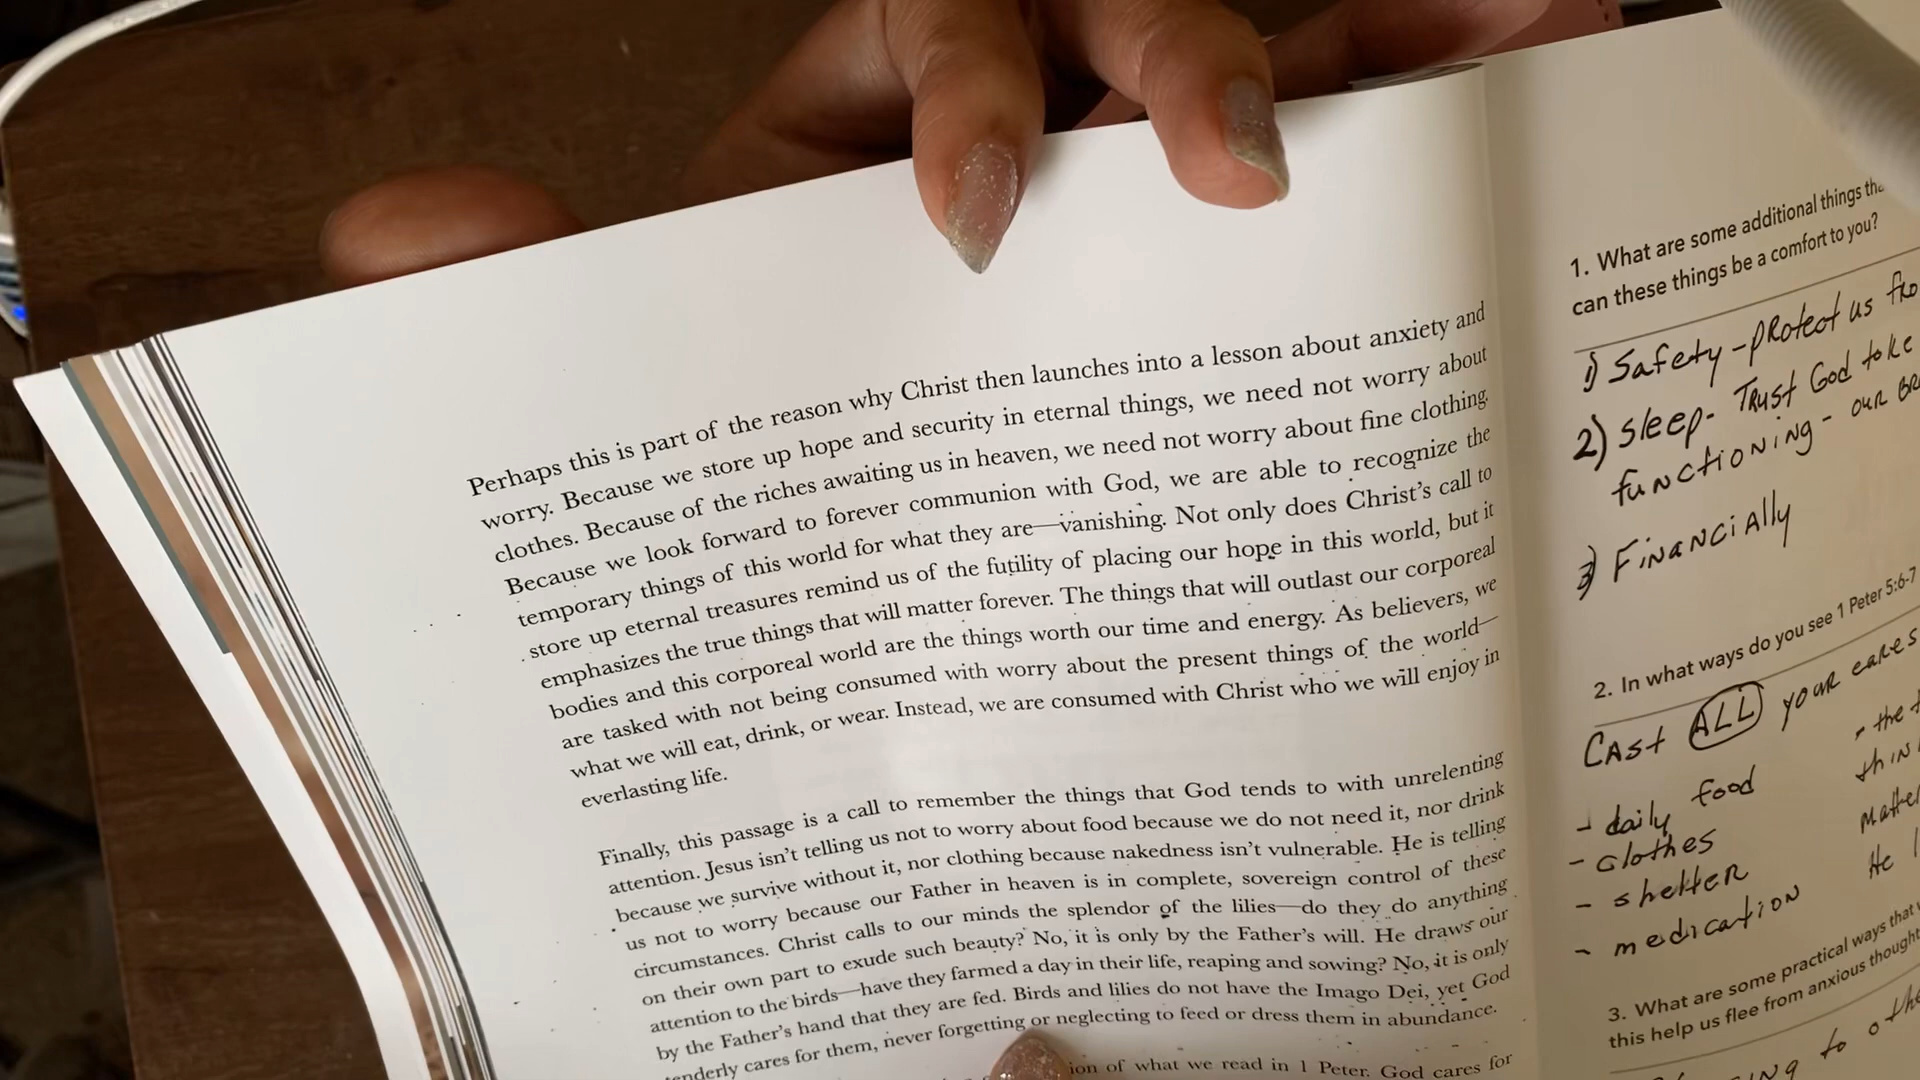 Perhaps this is part of the reason why Christ then launches into a lesson about anxiety and
worry. Because we store up hope and security in eternal things, we need not worry about
clothes. Because of the riches awaiting us in heaven, we need not worry about fine clothing.
Because we look forward to forever communion with God, we are able to recognize the
temporary things of this world for what they are—vanishing. Not only does Christ's call to
store up eternal treasures remind us of the futility of placing our hope in this world, but it
emphasizes the true things that will matter forever. The things that will outlast our corporeal
bodies and this corporeal world are the things worth our time and energy. As believers, we
are tasked with not being consumed with worry about the present things of the world—
what we will eat, drink, or wear. Instead, we are consumed with Christ who we will enjoy in
everlasting life.
Finally, this passage is a call to remember the things that God tends to with unrelenting
attention. Jesus isn't telling us not to worry about food because we do not need it, nor drink
because we survive without it, nor clothing because nakedness isn't vulnerable. He is telling
us not to worry because our Father in heaven is in complete, sovereign control of these
circumstances. Christ calls to our minds the splendor of the lilies—do they do anything
on their own part to exude such beauty? No, it is only by the Father's will. He draws our
attention to the birds—have they farmed a day in their life, reaping and sowing? No, it is only
by the Father's hand that they are fed. Birds and lilies do not have the Imago Dei, yet God
tenderly cares for them, never forgetting or neglecting to feed or dress them in abundance.
of what we read in 1 Peter. God cares for
1. What are some additional things
can these things be a comfort to you?
1) Safety - PRotect us
2) Sleep - TRUST God take
functioning - OUR
3) FinanciAlly
2. In what ways do you see 1 Peter 5:6-7
CAst ALL your cares
- the
- daily food
- clothes
- shelter
He
- medication
3. What are some practical ways that
this help us flee from anxious
to